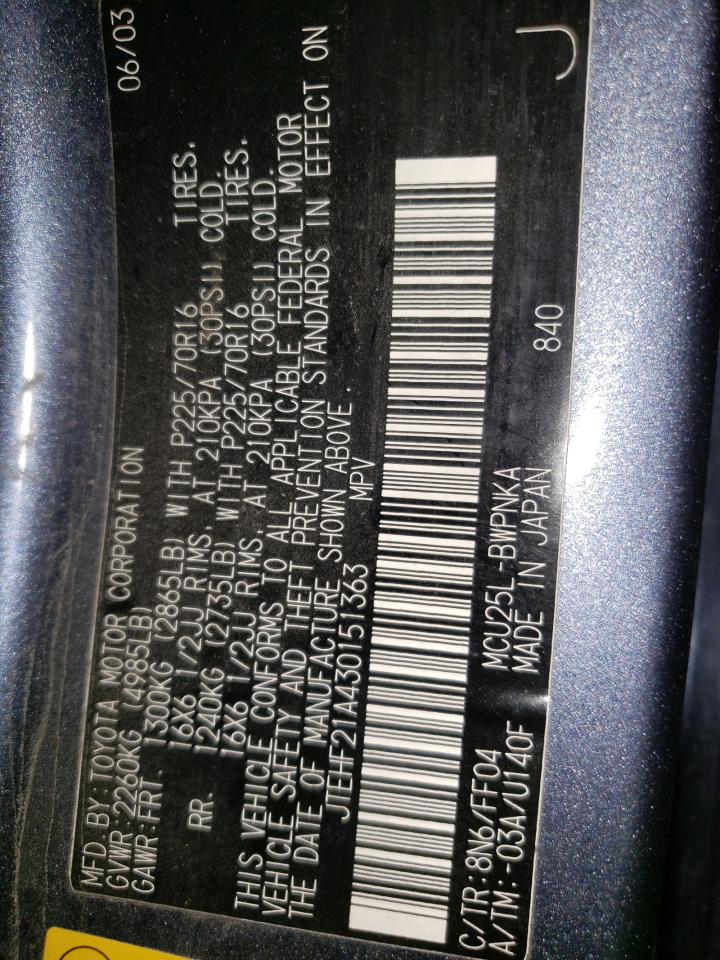 MFD BY: TOYOTA MOTOR CORPORATION 06/03
GVWR: 2260KG (4985LB)
GAWR: FRT. 1300KG (2865LB) WITH P225/70R16 TIRES.
16X6 1/2JJ RIMS, AT 210KPA (30PSI) COLD.
RR. 1240KG (2735LB) WITH P225/70R16 TIRES.
16X6 1/2JJ RIMS, AT 210KPA (30PSI) COLD.
THIS VEHICLE CONFORMS TO ALL APPLICABLE FEDERAL MOTOR
VEHICLE SAFETY AND THEFT PREVENTION STANDARDS IN EFFECT ON
THE DATE OF MANUFACTURE SHOWN ABOVE.
JTEHF21A430151363 MPV
C/TR: 8N6/FF04 MCU25L-BWPNKA 840 J
A/TM: -03A/U140F MADE IN JAPAN